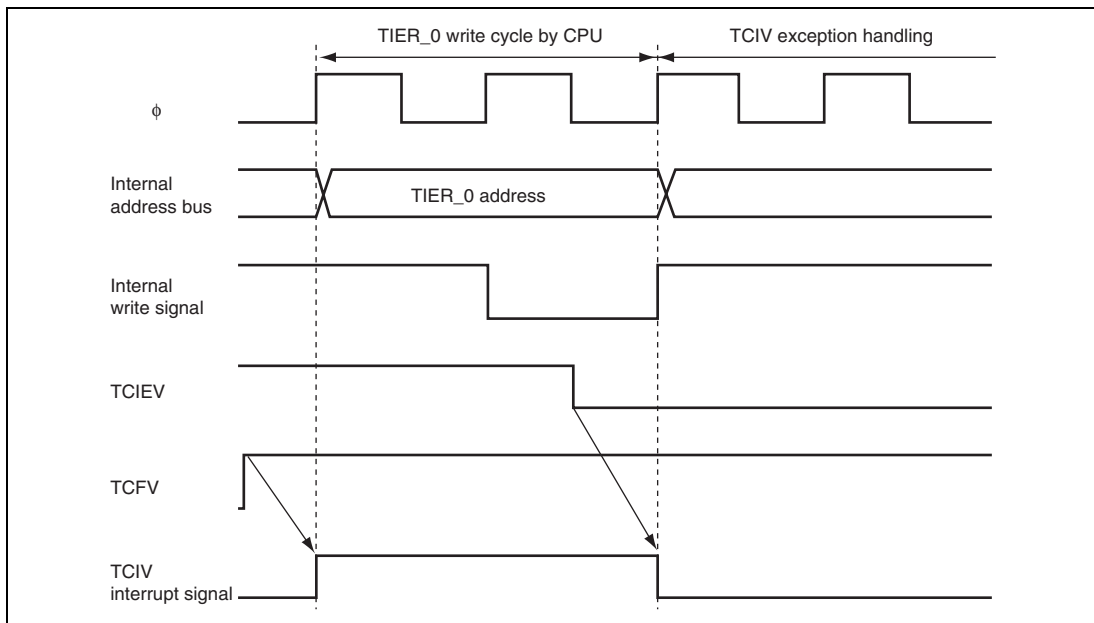 TIER_0 write cycle by CPU
TCIV exception handling
ϕ
Internal
address bus
TIER_0 address
Internal
write signal
TCIEV
TCFV
TCIV
interrupt signal